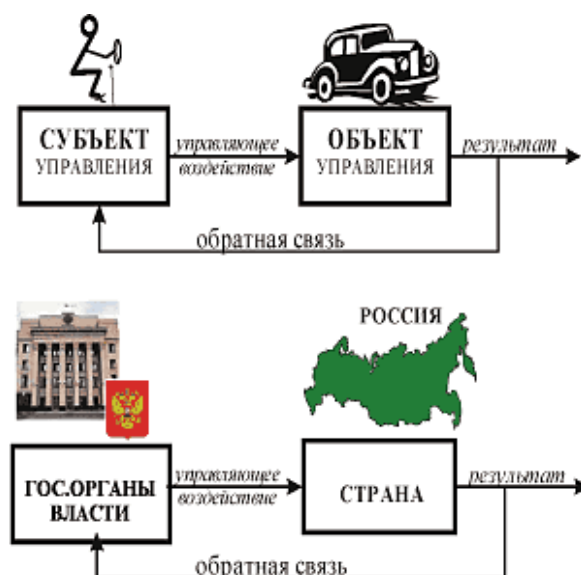 СУБЪЕКТ
УПРАВЛЕНИЯ
управляющее
воздействие
ОБЪЕКТ
УПРАВЛЕНИЯ
результат
обратная связь
РОССИЯ
ГОС.ОРГАНЫ
ВЛАСТИ
управляющее
воздействие
СТРАНА
результат
обратная связь